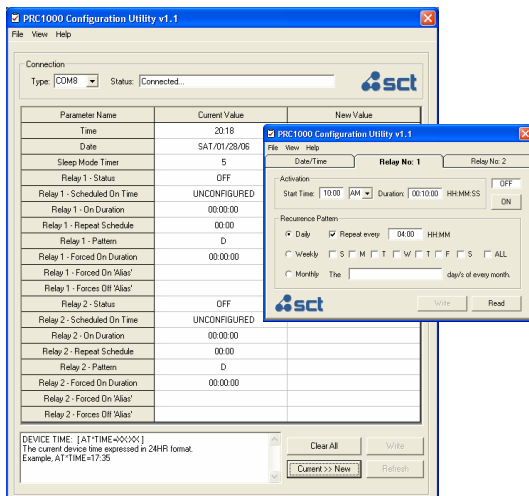 PRC1000 Configuration Utility v1.1
File View Help
Connection
Type: COM8 Status: Connected...
sct
Parameter Name Current Value New Value
Time 20:18
Date SAT/01/28/06
Sleep Mode Timer 5
Relay 1 - Status OFF
Relay 1 - Scheduled On Time UNCONFIGURED
Relay 1 - On Duration 00:00:00
Relay 1 - Repeat Schedule 00:00
Relay 1 - Pattern D
Relay 1 - Forced On Duration 00:00:00
Relay 1 - Forced On 'Alias'
Relay 1 - Forces Off 'Alias'
Relay 2 - Status OFF
Relay 2 - Scheduled On Time UNCONFIGURED
Relay 2 - On Duration 00:00:00
Relay 2 - Repeat Schedule 00:00
Relay 2 - Pattern D
Relay 2 - Forced On Duration 00:00:00
Relay 2 - Forced On 'Alias'
Relay 2 - Forces Off 'Alias'
DEVICE TIME: [ AT*TIME=XX:XX ]
The current device time expressed in 24HR format.
Example, AT*TIME=17:35
Clear All Write
Current >> New Refresh
PRC1000 Configuration Utility v1.1
File View Help
Date/Time Relay No: 1 Relay No: 2
Activation
Start Time: 10:00 AM Duration: 00:10:00 HH:MM:SS
OFF
ON
Recurrence Pattern
Daily Repeat every 04:00 HH:MM
Weekly S M T W T F S ALL
Monthly The day/s of every month.
sct
Write Read